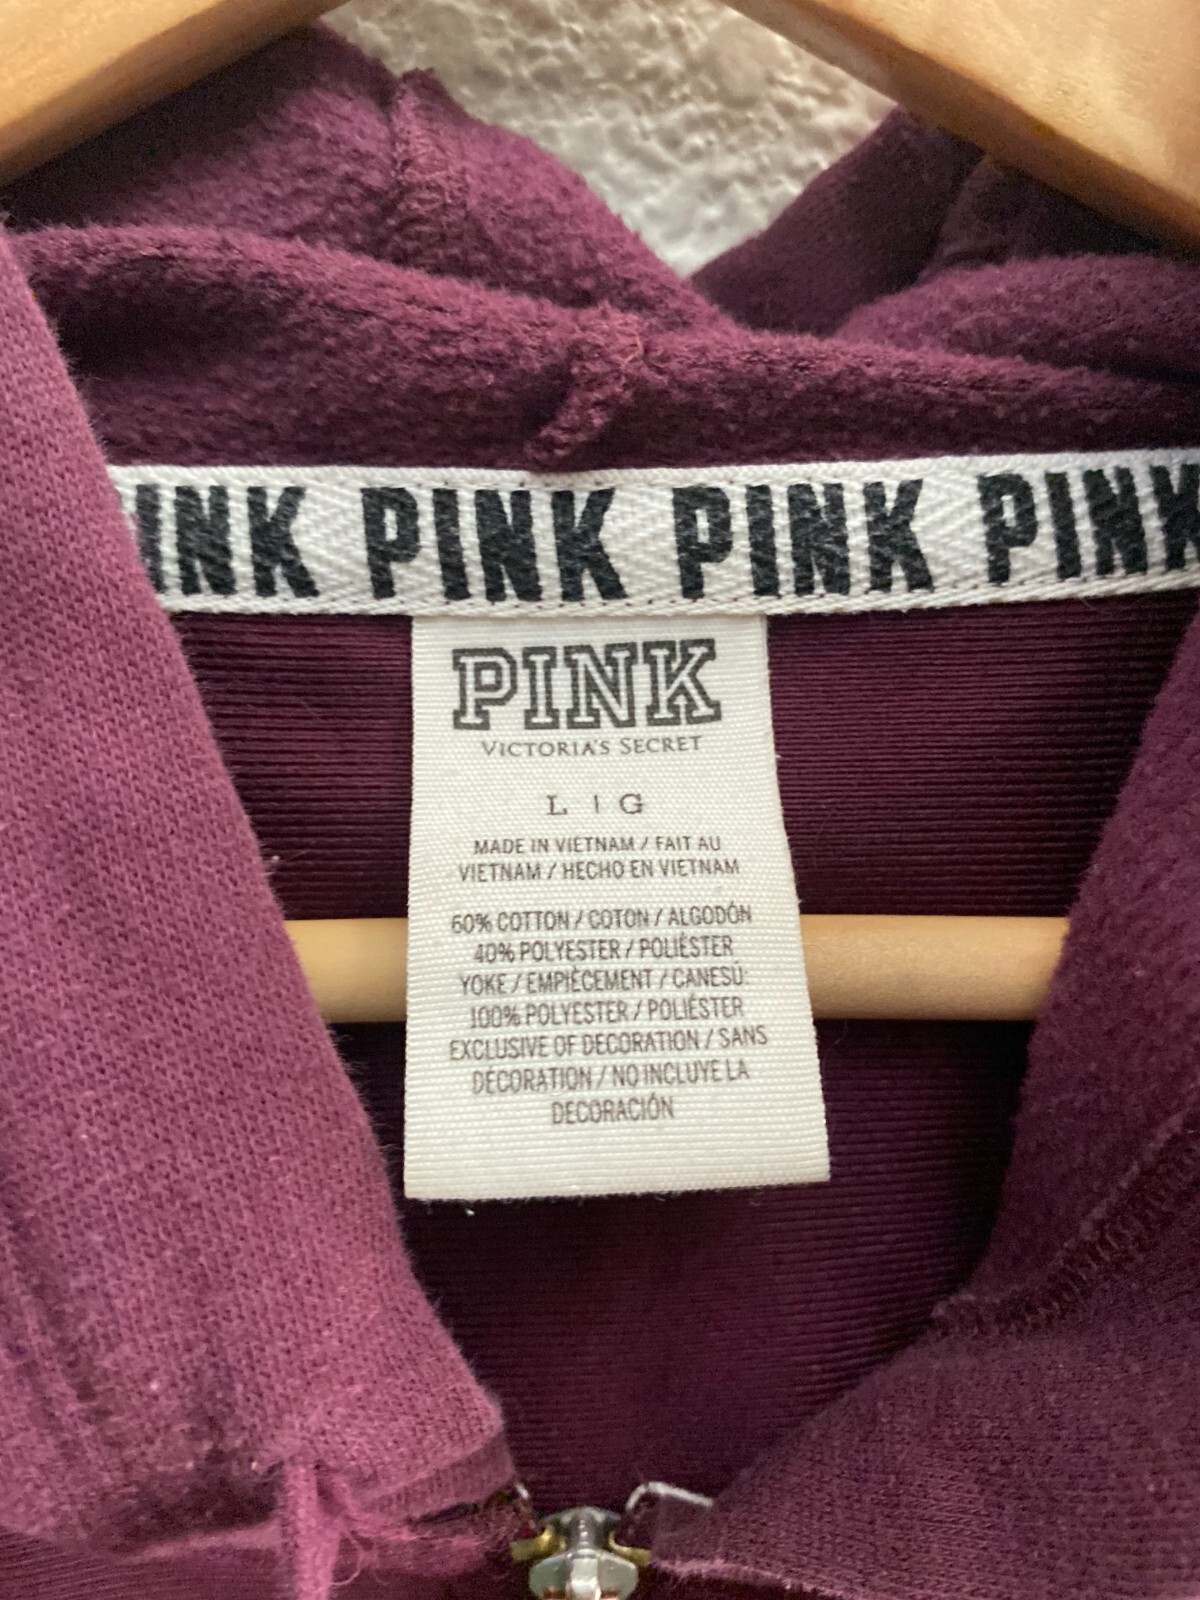 PINK PINK PINK PINK
PINK
VICTORIA'S SECRET
L | G
MADE IN VIETNAM / FAIT AU
VIETNAM / HECHO EN VIETNAM
60% COTTON / COTON / ALGODÓN
40% POLYESTER / POLIÉSTER
YOKE / EMPIÈCEMENT / CANESÚ:
100% POLYESTER / POLIÉSTER
EXCLUSIVE OF DECORATION / SANS
DÉCORATION / NO INCLUYE LA
DECORACIÓN